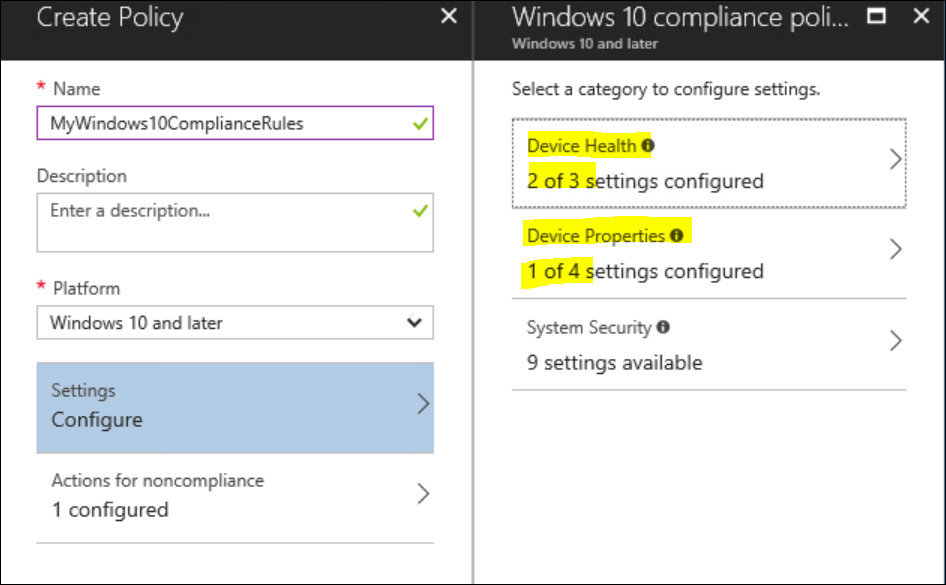 Create Policy
* Name
MyWindows10ComplianceRules
Description
Enter a description...
* Platform
Windows 10 and later
Settings
Configure
Actions for noncompliance
1 configured
Windows 10 compliance poli...
Windows 10 and later
Select a category to configure settings.
Device Health
2 of 3 settings configured
Device Properties
1 of 4 settings configured
System Security
9 settings available